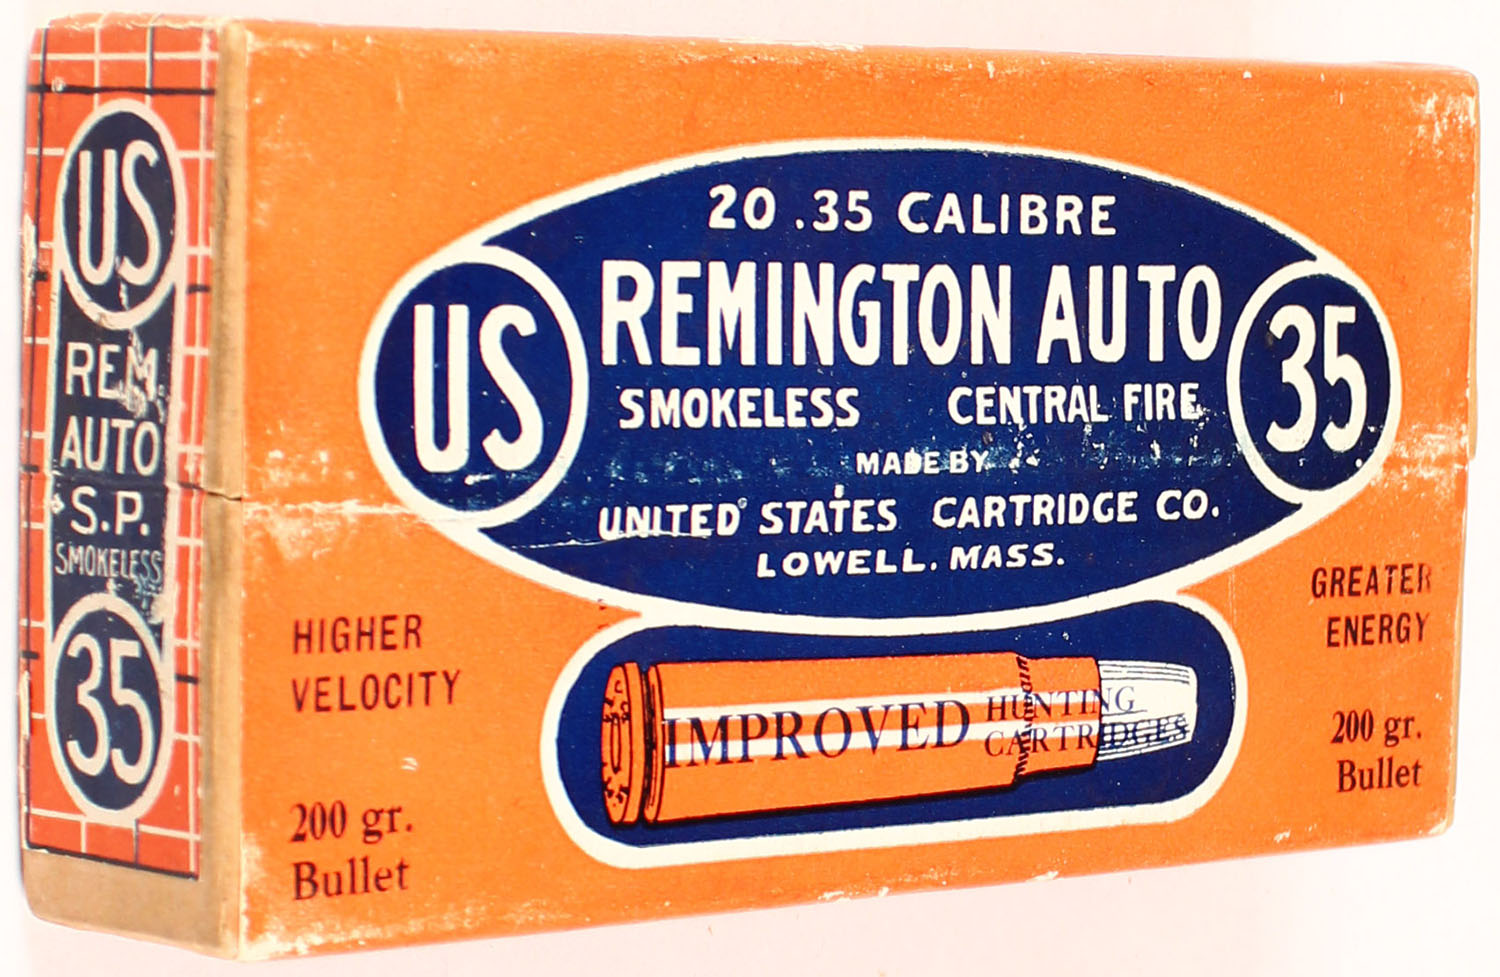 US
REM.
AUTO
S.P.
SMOKELESS
35
20 .35 CALIBRE
US REMINGTON AUTO 35
SMOKELESS CENTRAL FIRE
MADE BY
UNITED STATES CARTRIDGE CO.
LOWELL, MASS.
HIGHER
VELOCITY
200 gr.
Bullet
IMPROVED HUNTING
CARTRIDGES
GREATER
ENERGY
200 gr.
Bullet